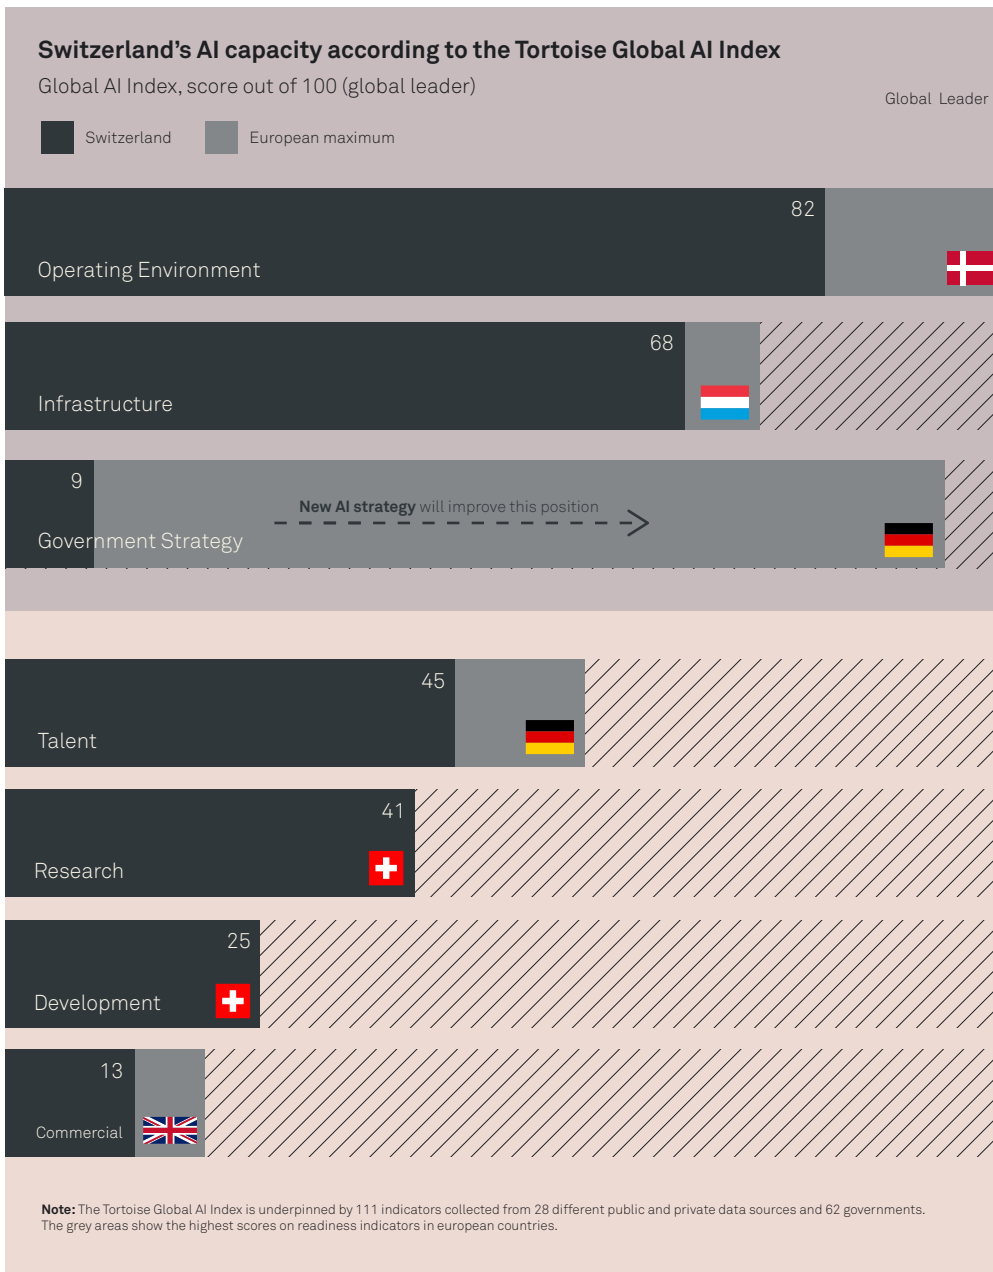 Switzerland's AI capacity according to the Tortoise Global AI Index
Global AI Index, score out of 100 (global leader)
Global Leader
Switzerland
European maximum
82
Operating Environment
68
Infrastructure
9
New AI strategy will improve this position
Government Strategy
45
Talent
41
Research
25
Development
13
Commercial
Note: The Tortoise Global AI Index is underpinned by 111 indicators collected from 28 different public and private data sources and 62 governments.
The grey areas show the highest scores on readiness indicators in european countries.